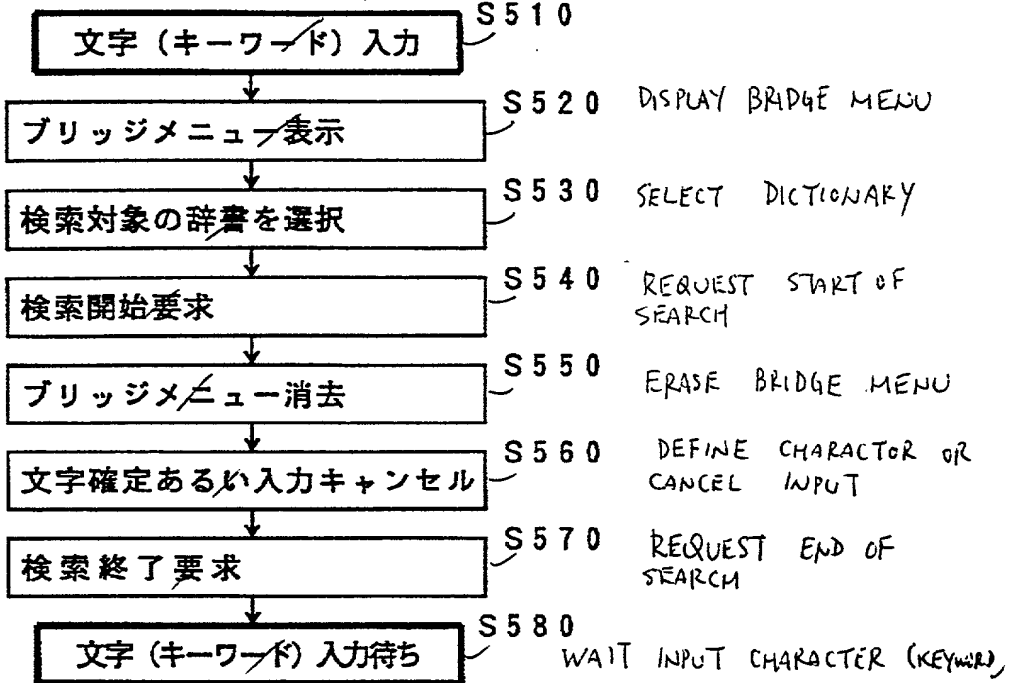 S510
文字（キーワード）入力
S520 DISPLAY BRIDGE MENU
ブリッジメニュー表示
S530 SELECT DICTIONARY
検索対象の辞書を選択
S540 REQUEST START OF
SEARCH
検索開始要求
S550 ERASE BRIDGE MENU
ブリッジメニュー消去
S560 DEFINE CHARACTOR OR
CANCEL INPUT
文字確定あるい入力キャンセル
S570 REQUEST END OF
SEARCH
検索終了要求
S580
文字（キーワード）入力待ち
WAIT INPUT CHARACTER (KEYWORD)